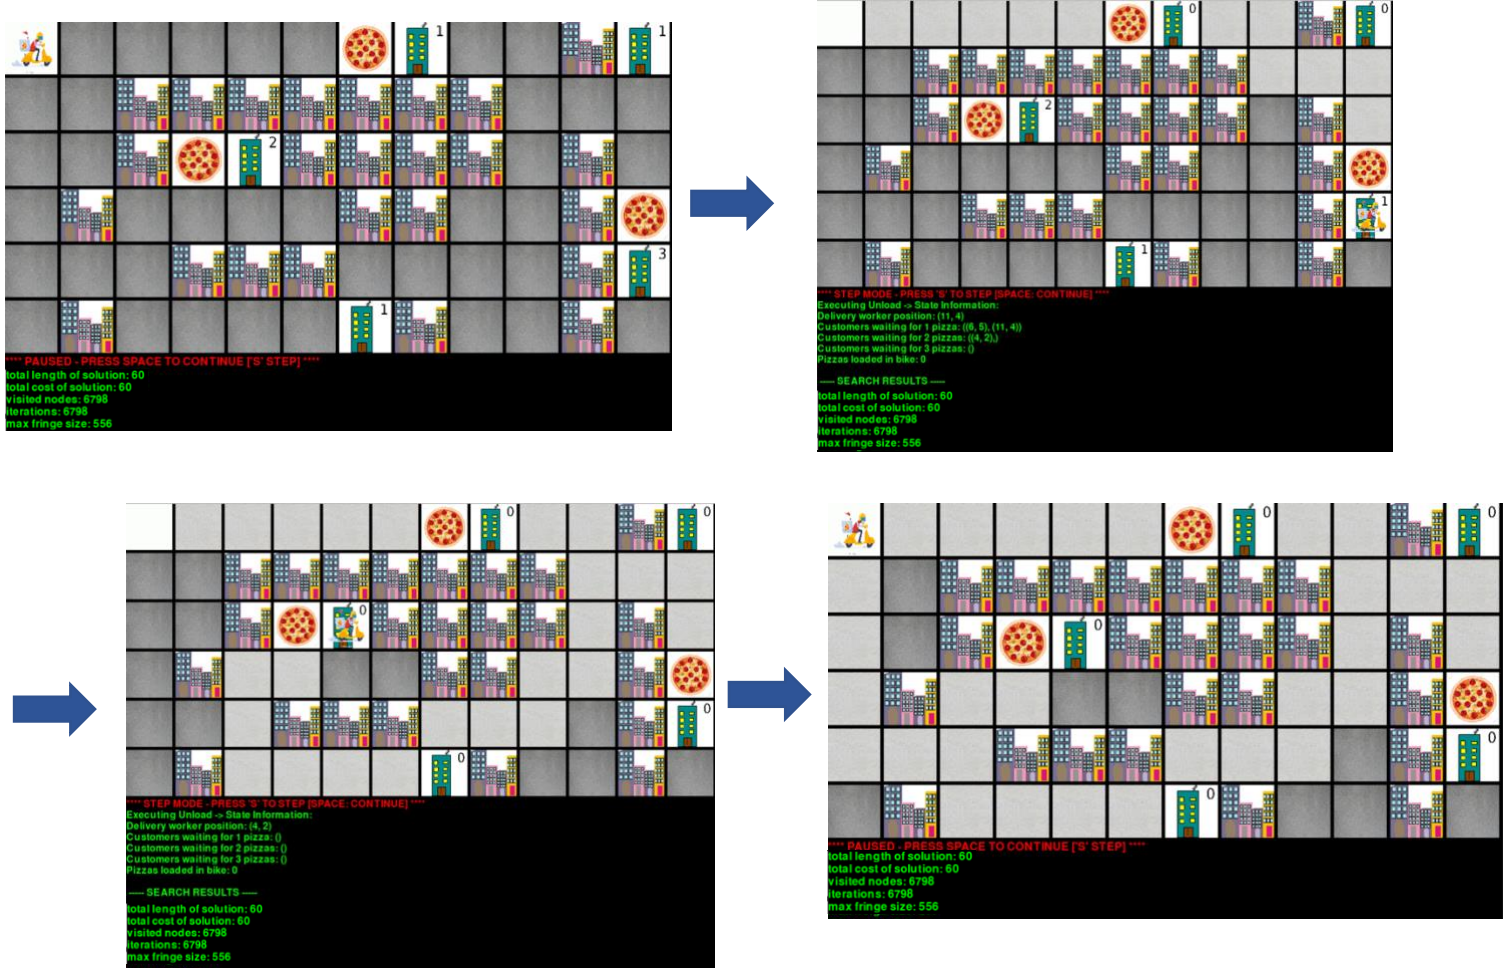 1
1
2
3
1
**** PAUSED - PRESS SPACE TO CONTINUE ['S' STEP] ****
total length of solution: 60
total cost of solution: 60
visited nodes: 6798
iterations: 6798
max fringe size: 556
0
0
2
1
1
**** STEP MODE - PRESS 'S' TO STEP [SPACE: CONTINUE] ****
Executing Unload -> State Information:
Delivery worker position: (11, 4)
Customers waiting for 1 pizza: ((6, 5), (11, 4))
Customers waiting for 2 pizzas: ((4, 2),)
Customers waiting for 3 pizzas: ()
Pizzas loaded in bike: 0
---- SEARCH RESULTS ----
total length of solution: 60
total cost of solution: 60
visited nodes: 6798
iterations: 6798
max fringe size: 556
0
0
0
0
0
**** STEP MODE - PRESS 'S' TO STEP [SPACE: CONTINUE] ****
Executing Unload -> State Information:
Delivery worker position: (4, 2)
Customers waiting for 1 pizza: ()
Customers waiting for 2 pizzas: ()
Customers waiting for 3 pizzas: ()
Pizzas loaded in bike: 0
---- SEARCH RESULTS ----
total length of solution: 60
total cost of solution: 60
visited nodes: 6798
iterations: 6798
max fringe size: 556
0
0
0
0
0
**** PAUSED - PRESS SPACE TO CONTINUE ['S' STEP] ****
total length of solution: 60
total cost of solution: 60
visited nodes: 6798
iterations: 6798
max fringe size: 556